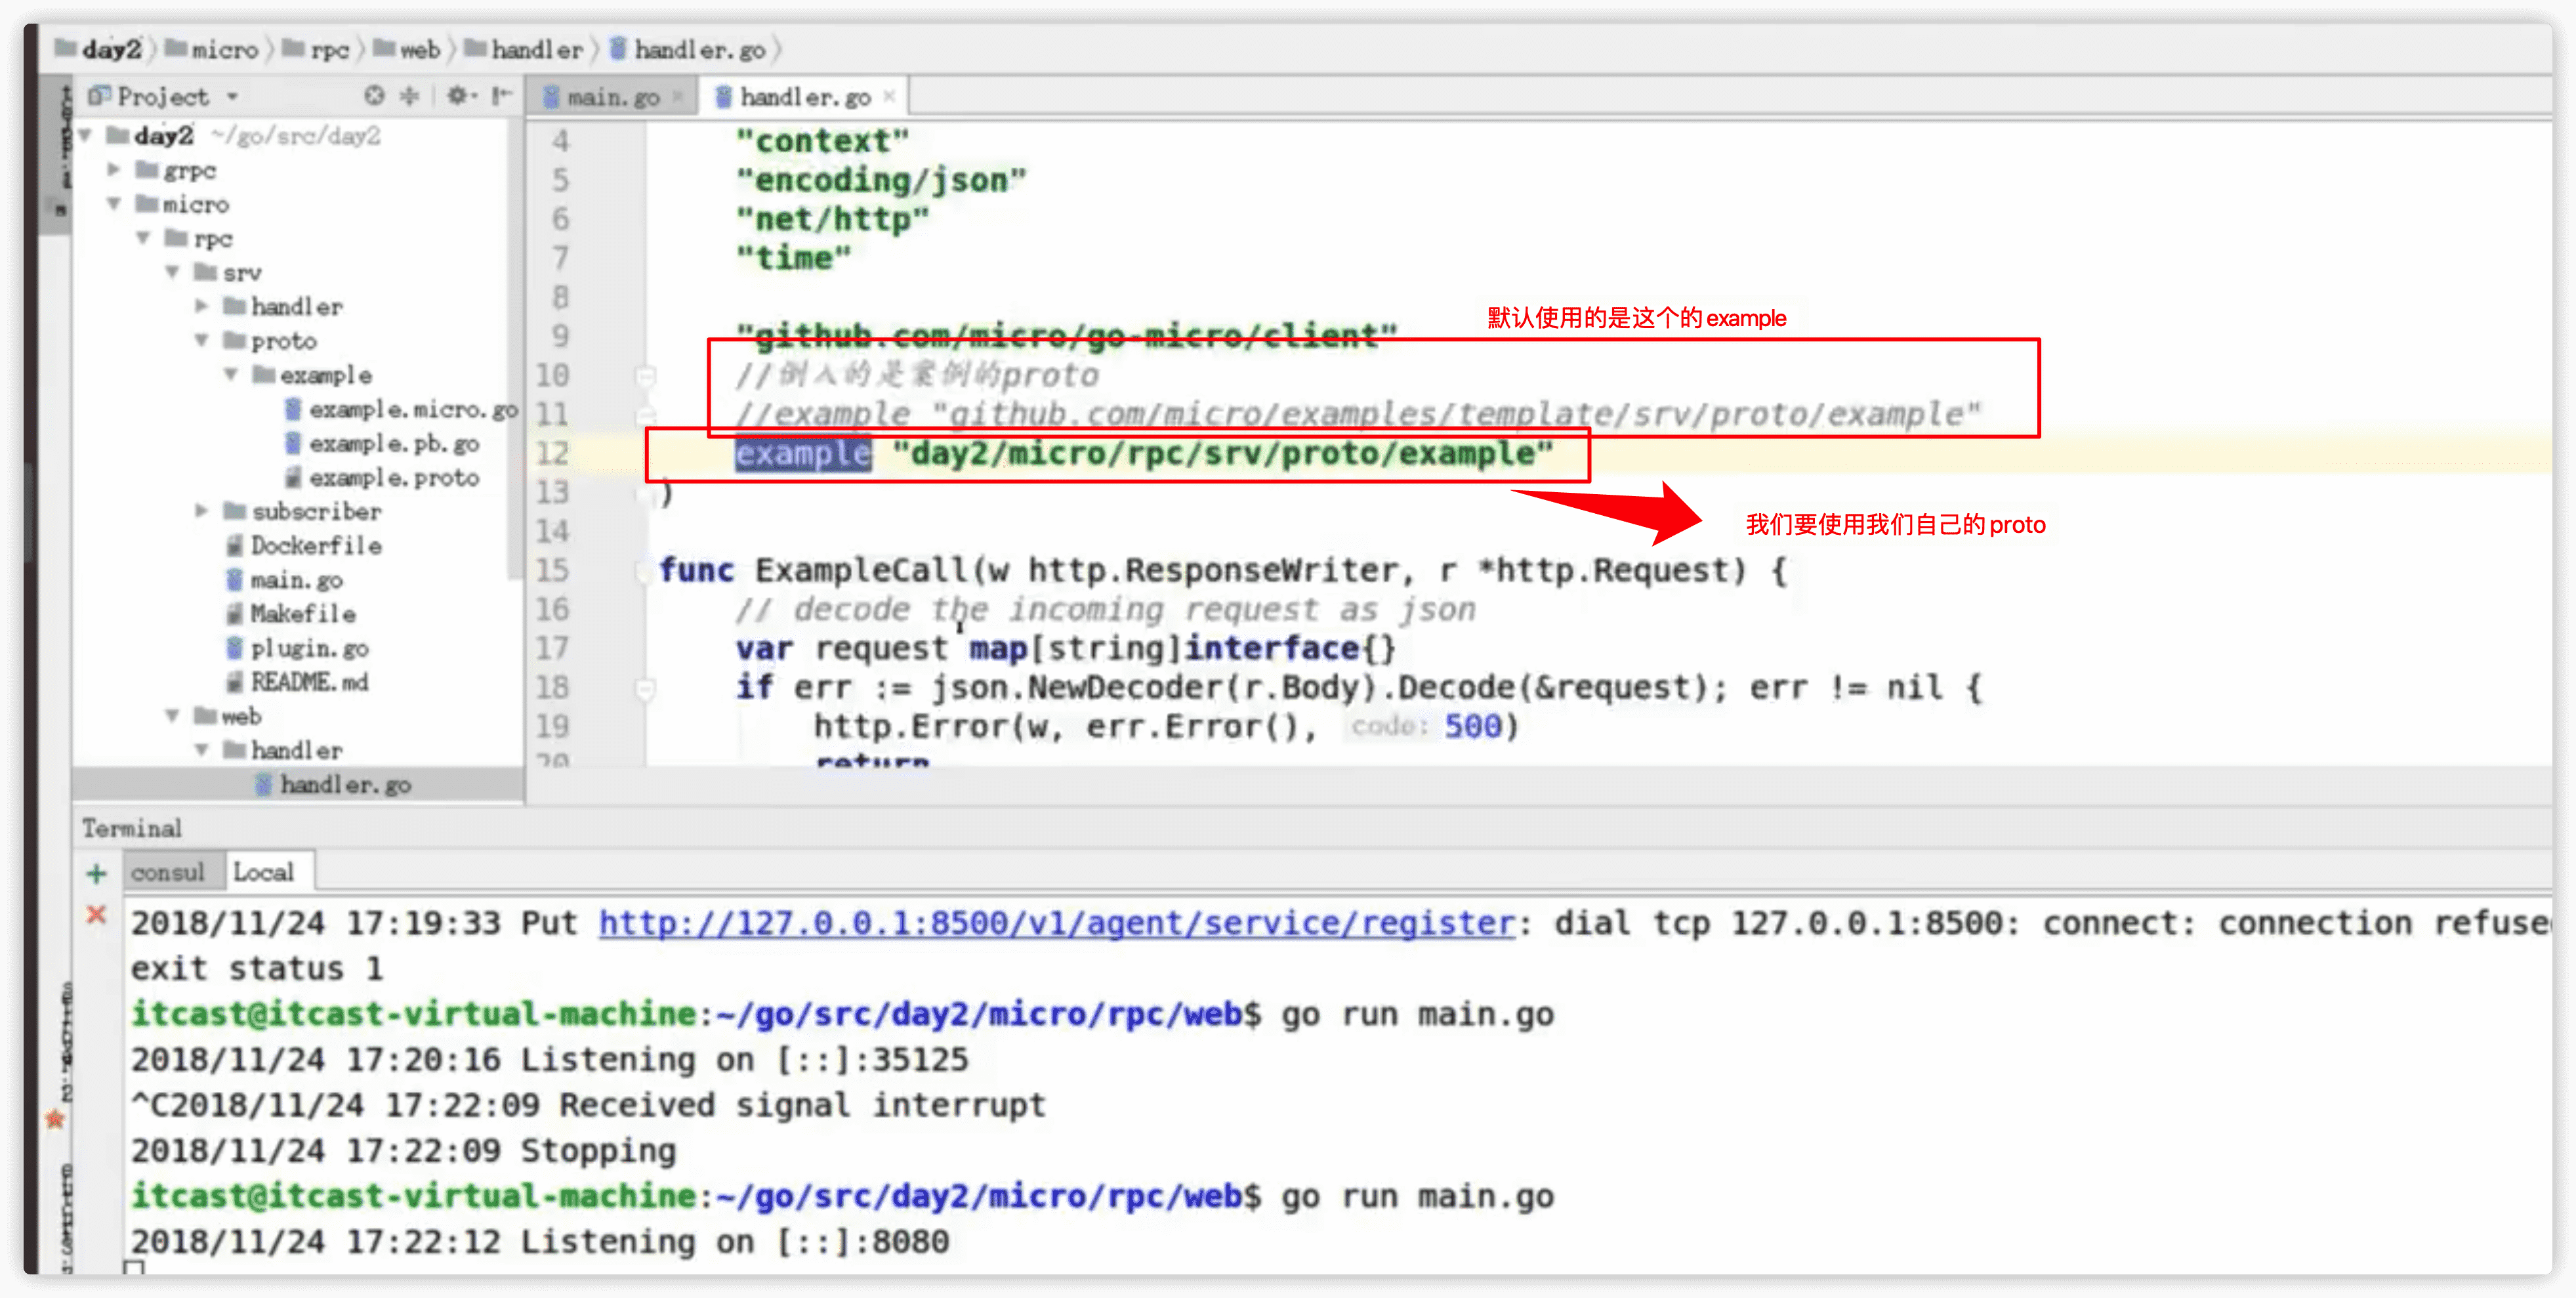 day2 micro rpc web handler handler.go
Project
day2 ~/go/src/day2
grpc
micro
rpc
srv
handler
proto
example
example.micro.go
example.pb.go
example.proto
subscriber
Dockerfile
main.go
Makefile
plugin.go
README.md
web
handler
handler.go
main.go handler.go
4 "context"
5 "encoding/json"
6 "net/http"
7 "time"
8
9 "github.com/micro/go-micro/client"
默认使用的是这个的example
10 //倒入的是案例的proto
11 //example "github.com/micro/examples/template/srv/proto/example"
12 example "day2/micro/rpc/srv/proto/example"
13 )
我们要使用我们自己的proto
14
15 func ExampleCall(w http.ResponseWriter, r *http.Request) {
16 // decode the incoming request as json
17 var request map[string]interface{}
18 if err := json.NewDecoder(r.Body).Decode(&request); err != nil {
19 http.Error(w, err.Error(), code: 500)
20 return
Terminal
consul Local
2018/11/24 17:19:33 Put http://127.0.0.1:8500/v1/agent/service/register: dial tcp 127.0.0.1:8500: connect: connection refuse
exit status 1
itcast@itcast-virtual-machine:~/go/src/day2/micro/rpc/web$ go run main.go
2018/11/24 17:20:16 Listening on [::]:35125
^C2018/11/24 17:22:09 Received signal interrupt
2018/11/24 17:22:09 Stopping
itcast@itcast-virtual-machine:~/go/src/day2/micro/rpc/web$ go run main.go
2018/11/24 17:22:12 Listening on [::]:8080